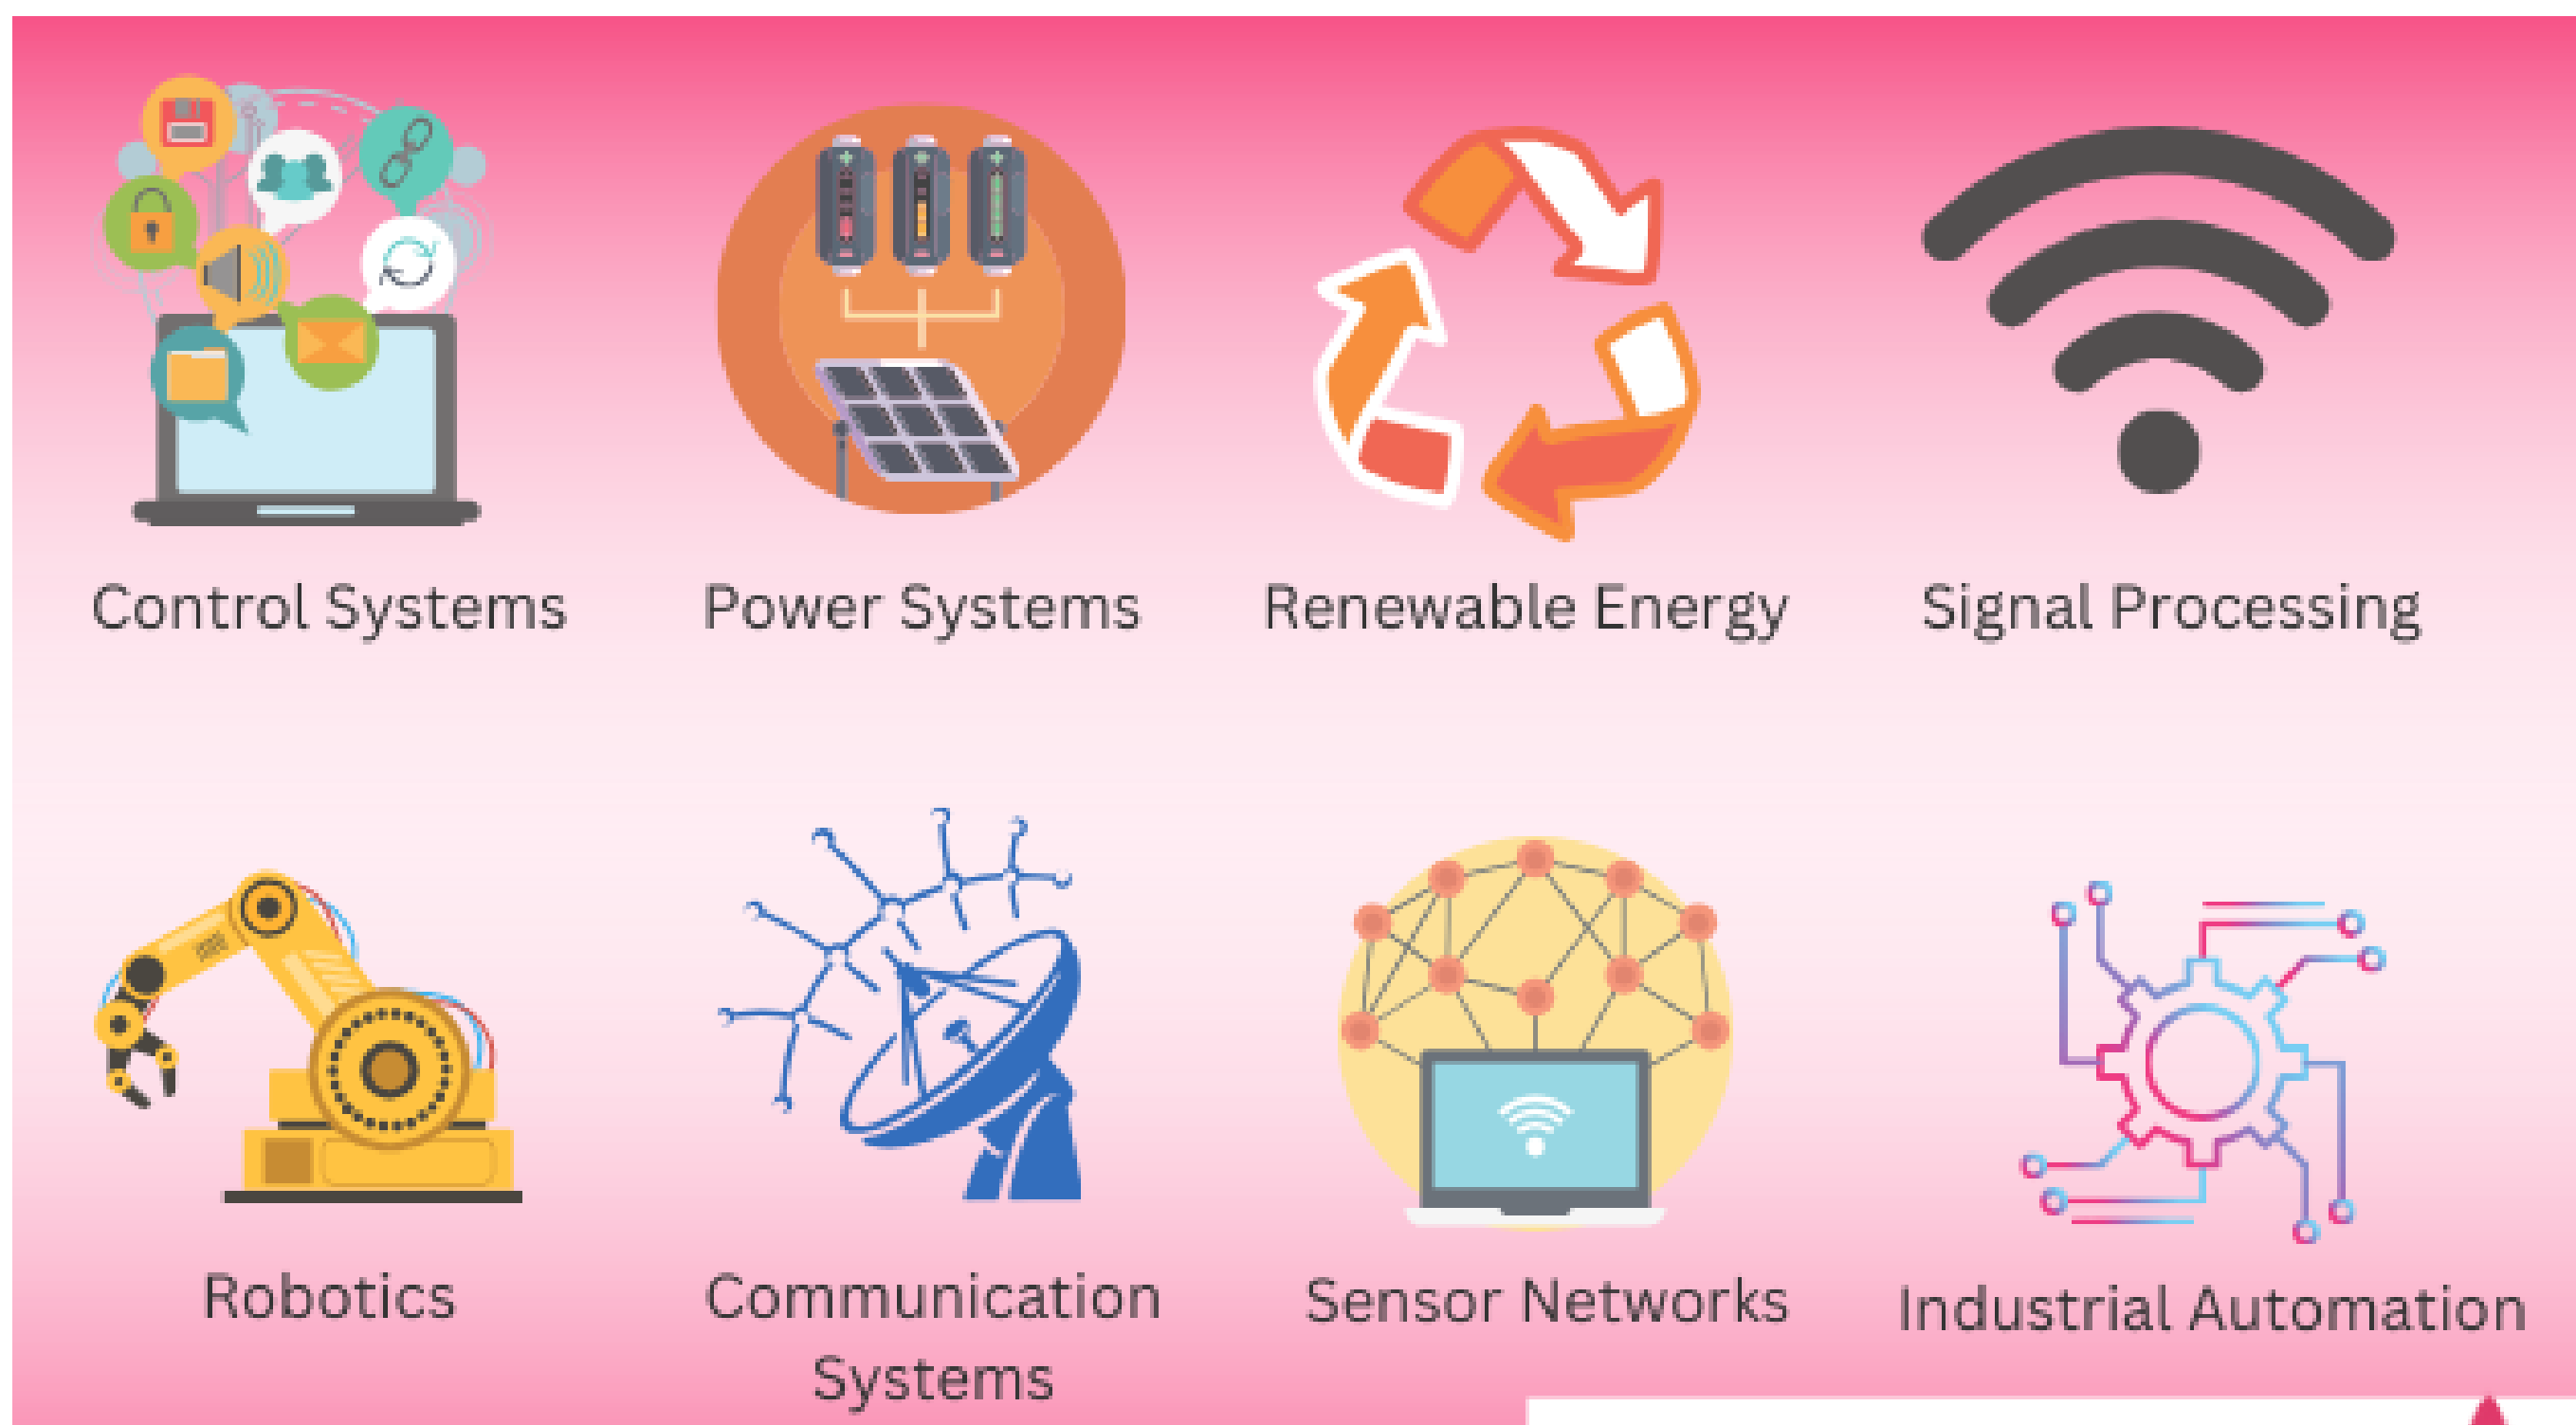 Control Systems
Power Systems
Renewable Energy
Signal Processing
Robotics
Communication
Systems
Sensor Networks
Industrial Automation